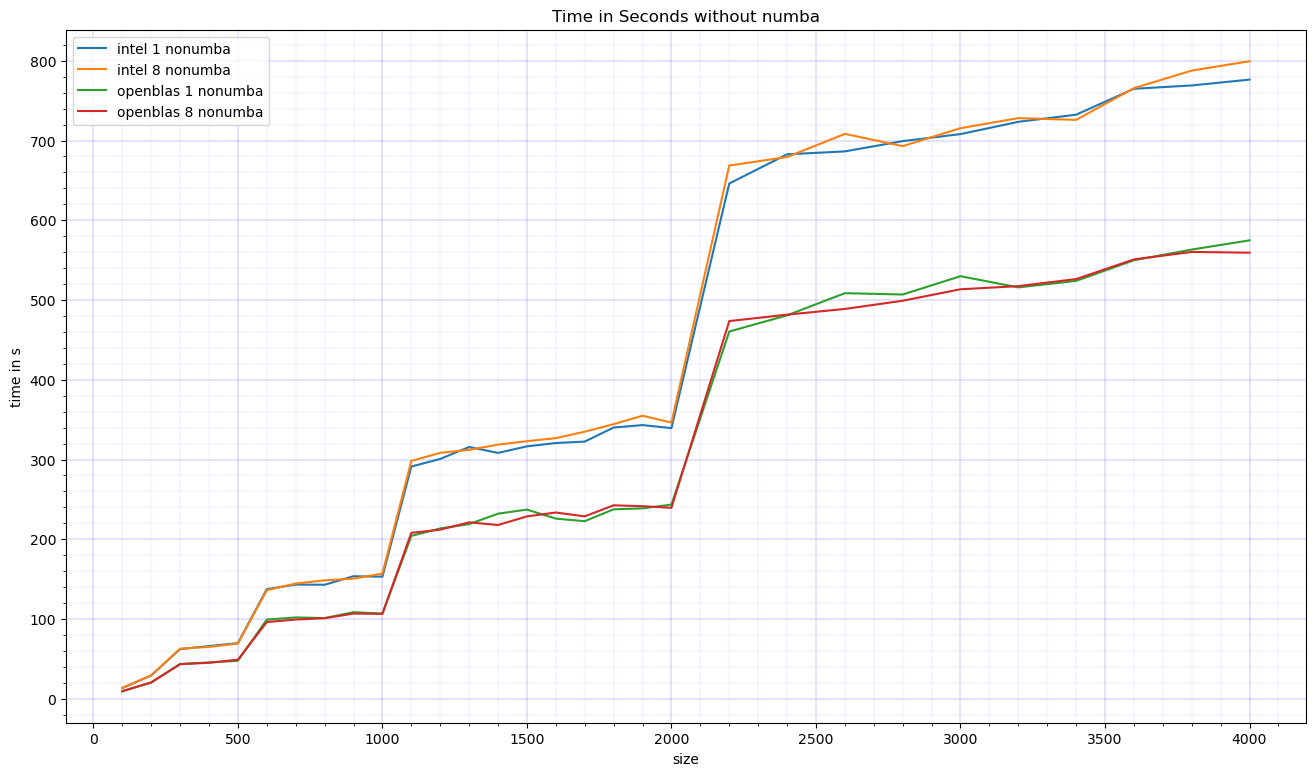 Time in Seconds without numba
intel 1 nonumba
intel 8 nonumba
openblas 1 nonumba
openblas 8 nonumba
time in s
800
700
600
500
400
300
200
100
0
0 500 1000 1500 2000 2500 3000 3500 4000
size